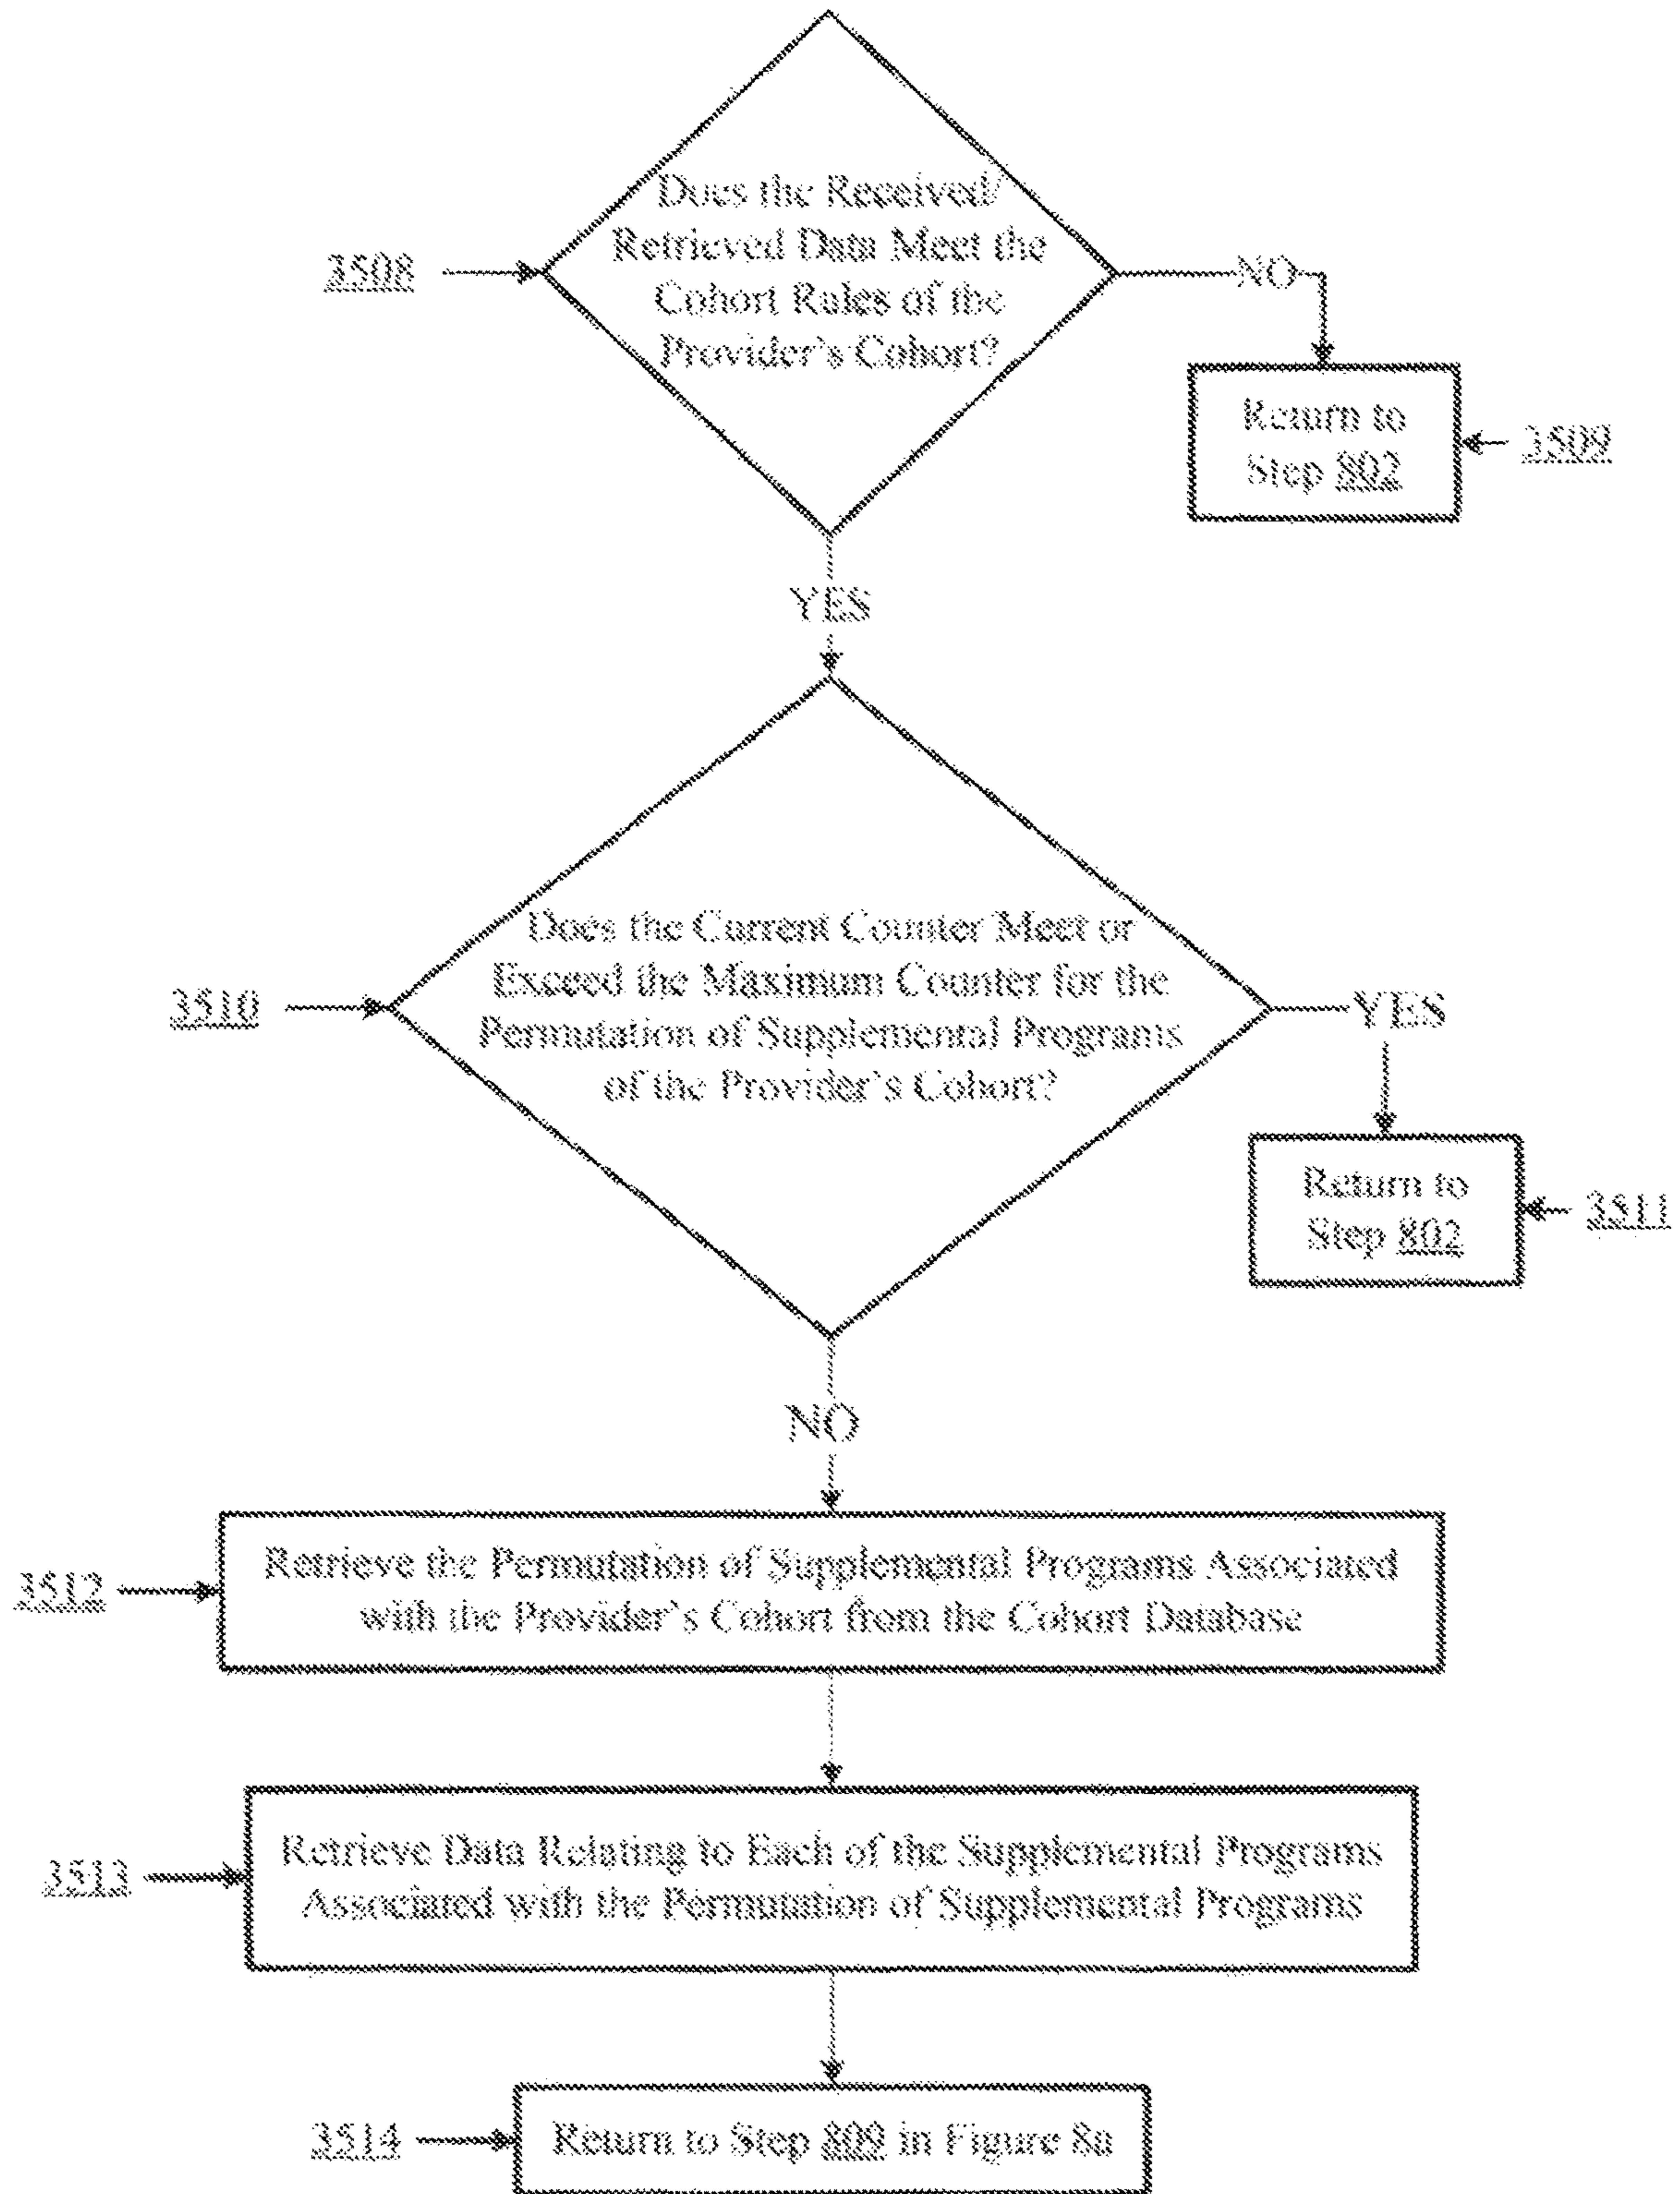 Does the Received/
Retrieved Data Meet the
Cohort Rules of the
Provider's Cohort?
3508
NO
Return to
Step 802
3509
YES
Does the Current Counter Meet or
Exceed the Maximum Counter for the
Permutation of Supplemental Programs
of the Provider's Cohort?
3510
YES
Return to
Step 802
3511
NO
Retrieve the Permutation of Supplemental Programs Associated
with the Provider's Cohort from the Cohort Database
3512
Retrieve Data Relating to Each of the Supplemental Programs
Associated with the Permutation of Supplemental Programs
3513
3514
Return to Step 809 in Figure 8a